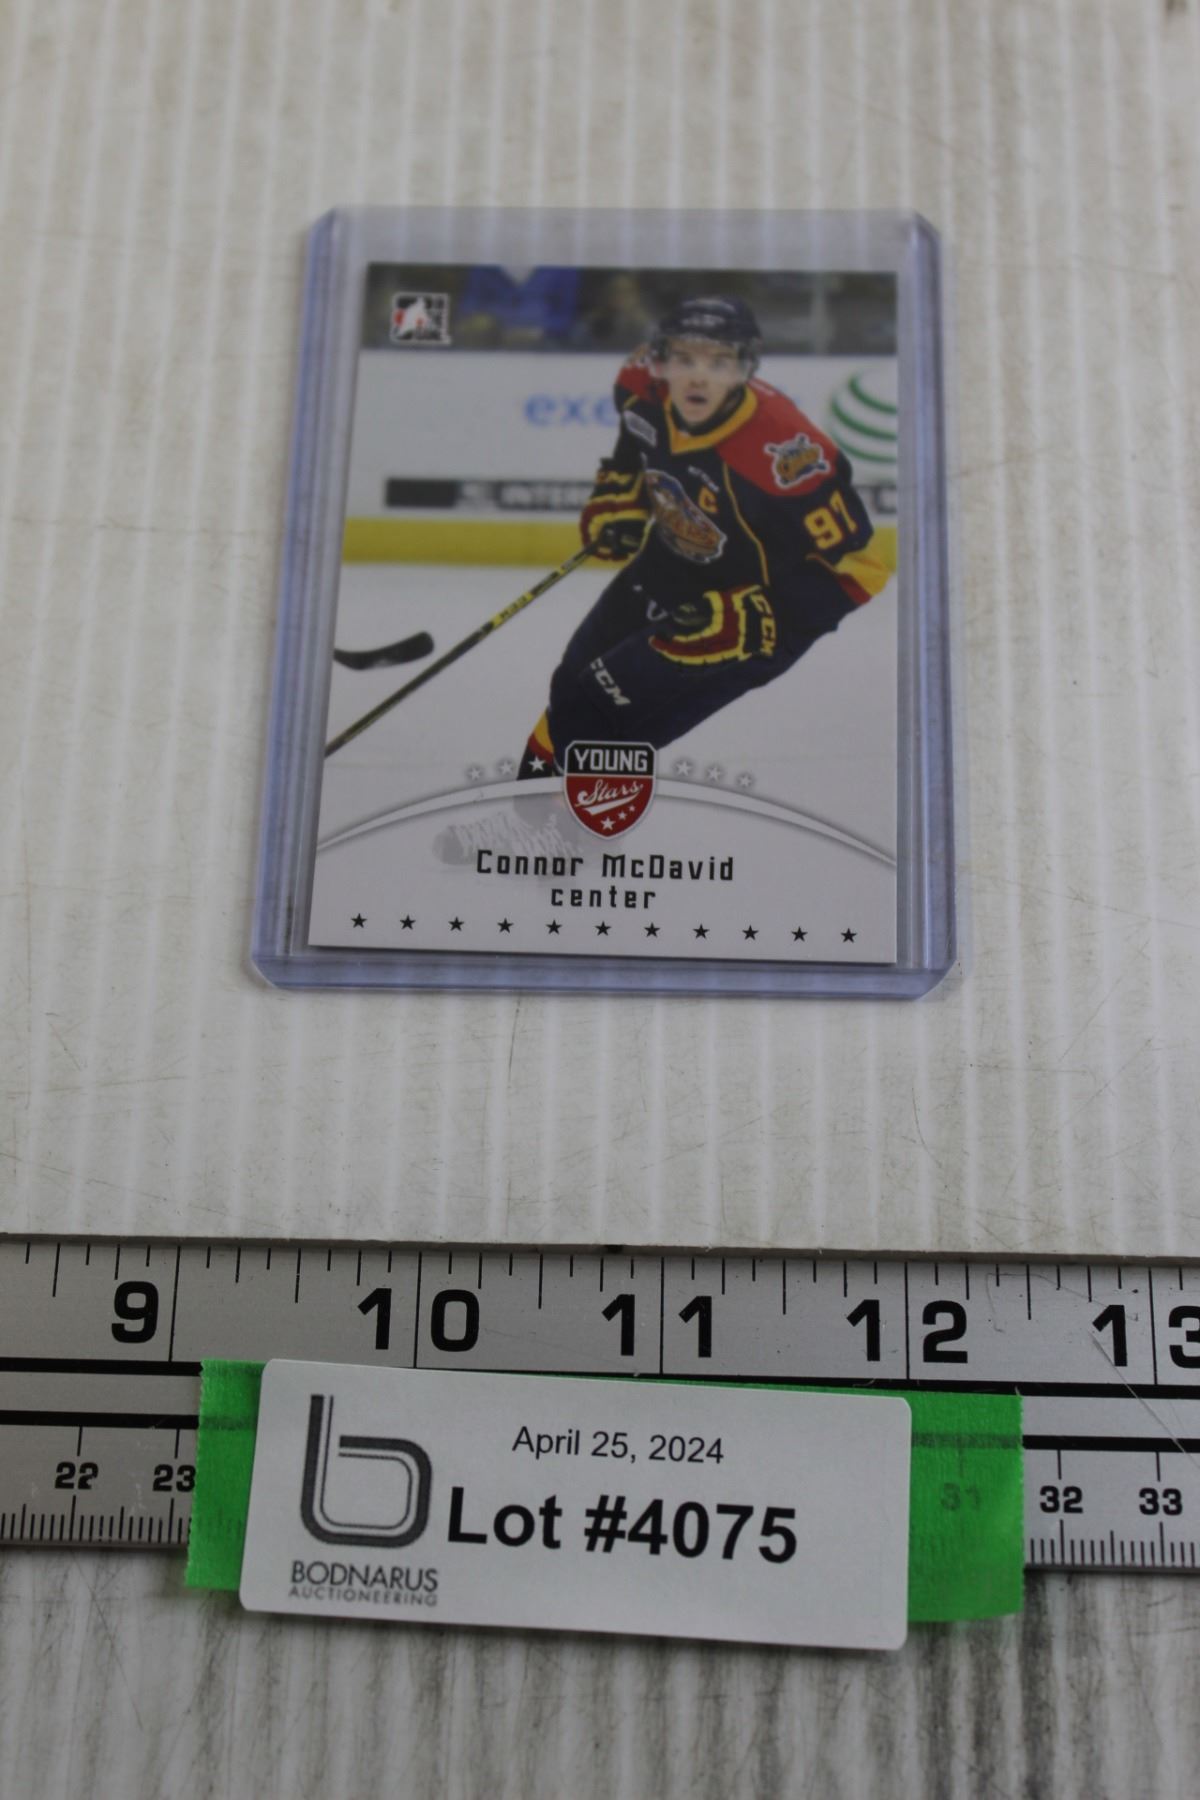 exe
INTER
C
97
CCM
CCM
YOUNG
Stars
Connor McDavid
center
9 10 11 12 13
22 23 31 32 33
April 25, 2024
Lot #4075
BODNARUS
AUCTIONEERING